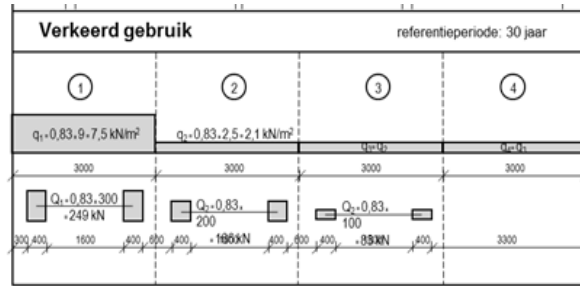 Verkeerd gebruik
referentieperiode: 30 jaar
1 2 3 4
q₁=0,83×9=7,5 kN/m²
q₂=0,83×2,5=2,1 kN/m²
q₃=q₂
q₄=q₃
3000 3000 3000 3000
Q₁=0,83×300
=249 kN
Q₂=0,83×
200
Q₂=0,83×
100
300 400 1600 400 600 400 400 600 400 400 3300